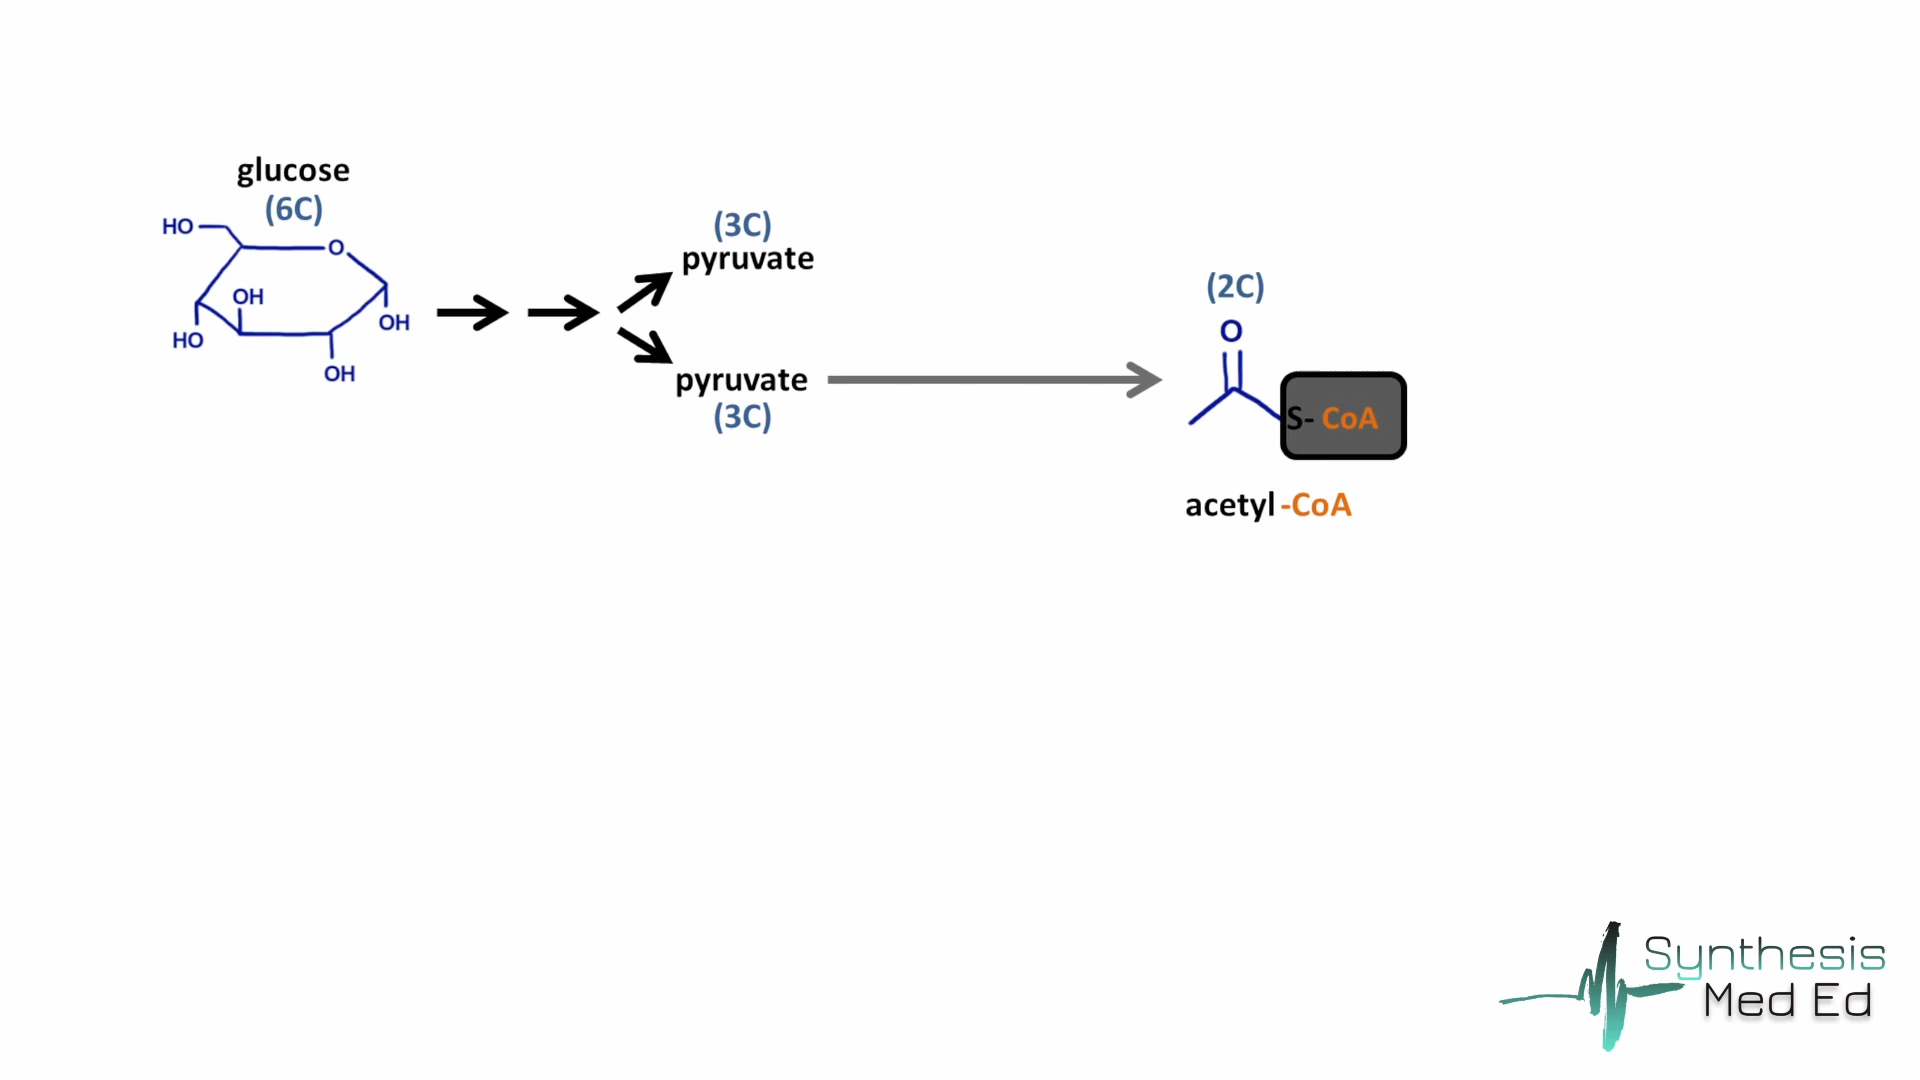 glucose
(6C)
HO
O
OH
OH
HO
OH
(3C)
pyruvate
pyruvate
(3C)
(2C)
O
S- CoA
acetyl-CoA
Synthesis
Med Ed